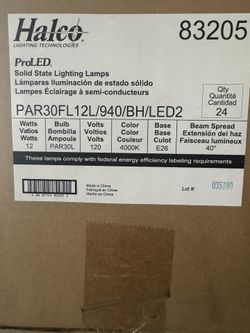 Halco
LIGHTING TECHNOLOGIES
83205
ProLED
Solid State Lighting Lamps
Lámparas Iluminación de estado sólido
Lampes Éclairage à semi-conducteurs
Qty
Cantidad
Quantité
24
PAR30FL12L/940/BH/LED2
Watts Bulb Volts Color Base Beam Spread
Vatios Bombilla Voltios Color Base Extensión del haz
Watts Ampoule Volts Couleur Culot Faisceau lumineux
12 PAR30L 120 4000K E26 40°
These lamps comply with federal energy efficiency labeling requirements.
Made in China
Fabricado en China
Fabriqué en Chine
Lot # 035180